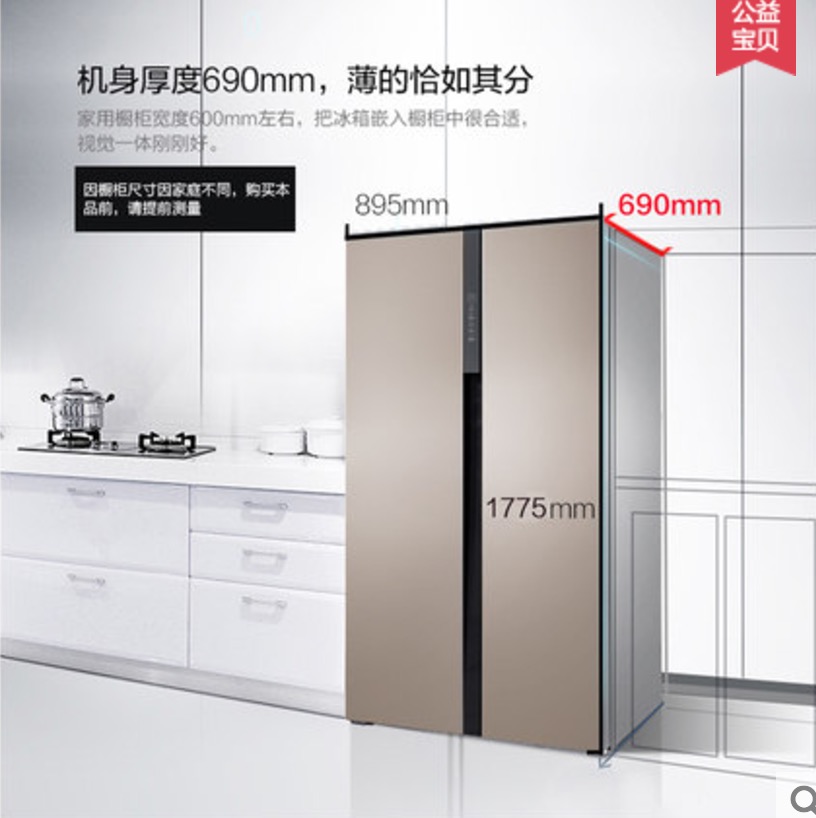 公益
宝贝
机身厚度690mm，薄的恰如其分
家用橱柜宽度600mm左右，把冰箱嵌入橱柜中很合适，
视觉一体刚刚好。
因橱柜尺寸因家庭不同，购买本
品前，请提前测量
895mm
690mm
1775mm